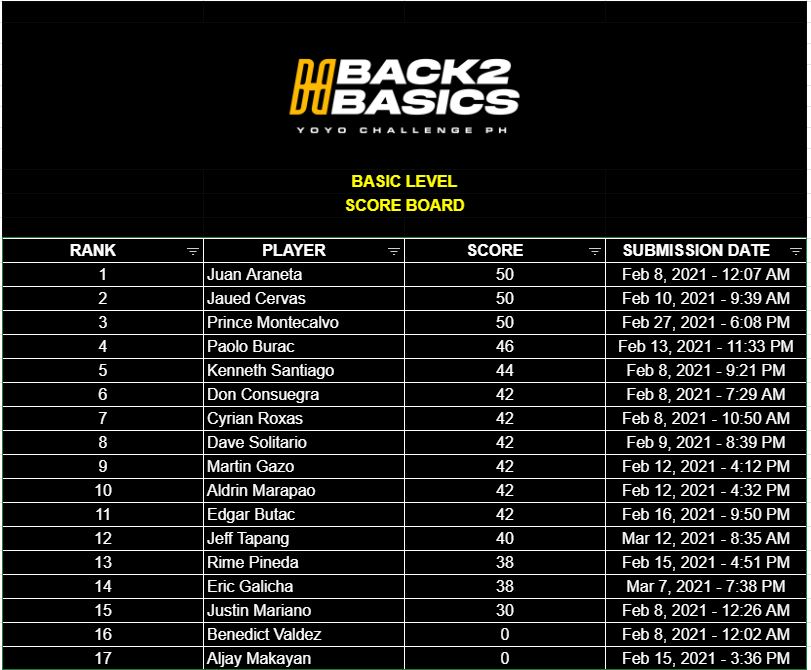 BACK2
BASICS
YOYO CHALLENGE PH
BASIC LEVEL
SCORE BOARD
RANK PLAYER SCORE SUBMISSION DATE
1 Juan Araneta 50 Feb 8, 2021 - 12:07 AM
2 Jaued Cervas 50 Feb 10, 2021 - 9:39 AM
3 Prince Montecalvo 50 Feb 27, 2021 - 6:08 PM
4 Paolo Burac 46 Feb 13, 2021 - 11:33 PM
5 Kenneth Santiago 44 Feb 8, 2021 - 9:21 PM
6 Don Consuegra 42 Feb 8, 2021 - 7:29 AM
7 Cyrian Roxas 42 Feb 8, 2021 - 10:50 AM
8 Dave Solitario 42 Feb 9, 2021 - 8:39 PM
9 Martin Gazo 42 Feb 12, 2021 - 4:12 PM
10 Aldrin Marapao 42 Feb 12, 2021 - 4:32 PM
11 Edgar Butac 42 Feb 16, 2021 - 9:50 PM
12 Jeff Tapang 40 Mar 12, 2021 - 8:35 AM
13 Rime Pineda 38 Feb 15, 2021 - 4:51 PM
14 Eric Galicha 38 Mar 7, 2021 - 7:38 PM
15 Justin Mariano 30 Feb 8, 2021 - 12:26 AM
16 Benedict Valdez 0 Feb 8, 2021 - 12:02 AM
17 Aljay Makayan 0 Feb 15, 2021 - 3:36 PM